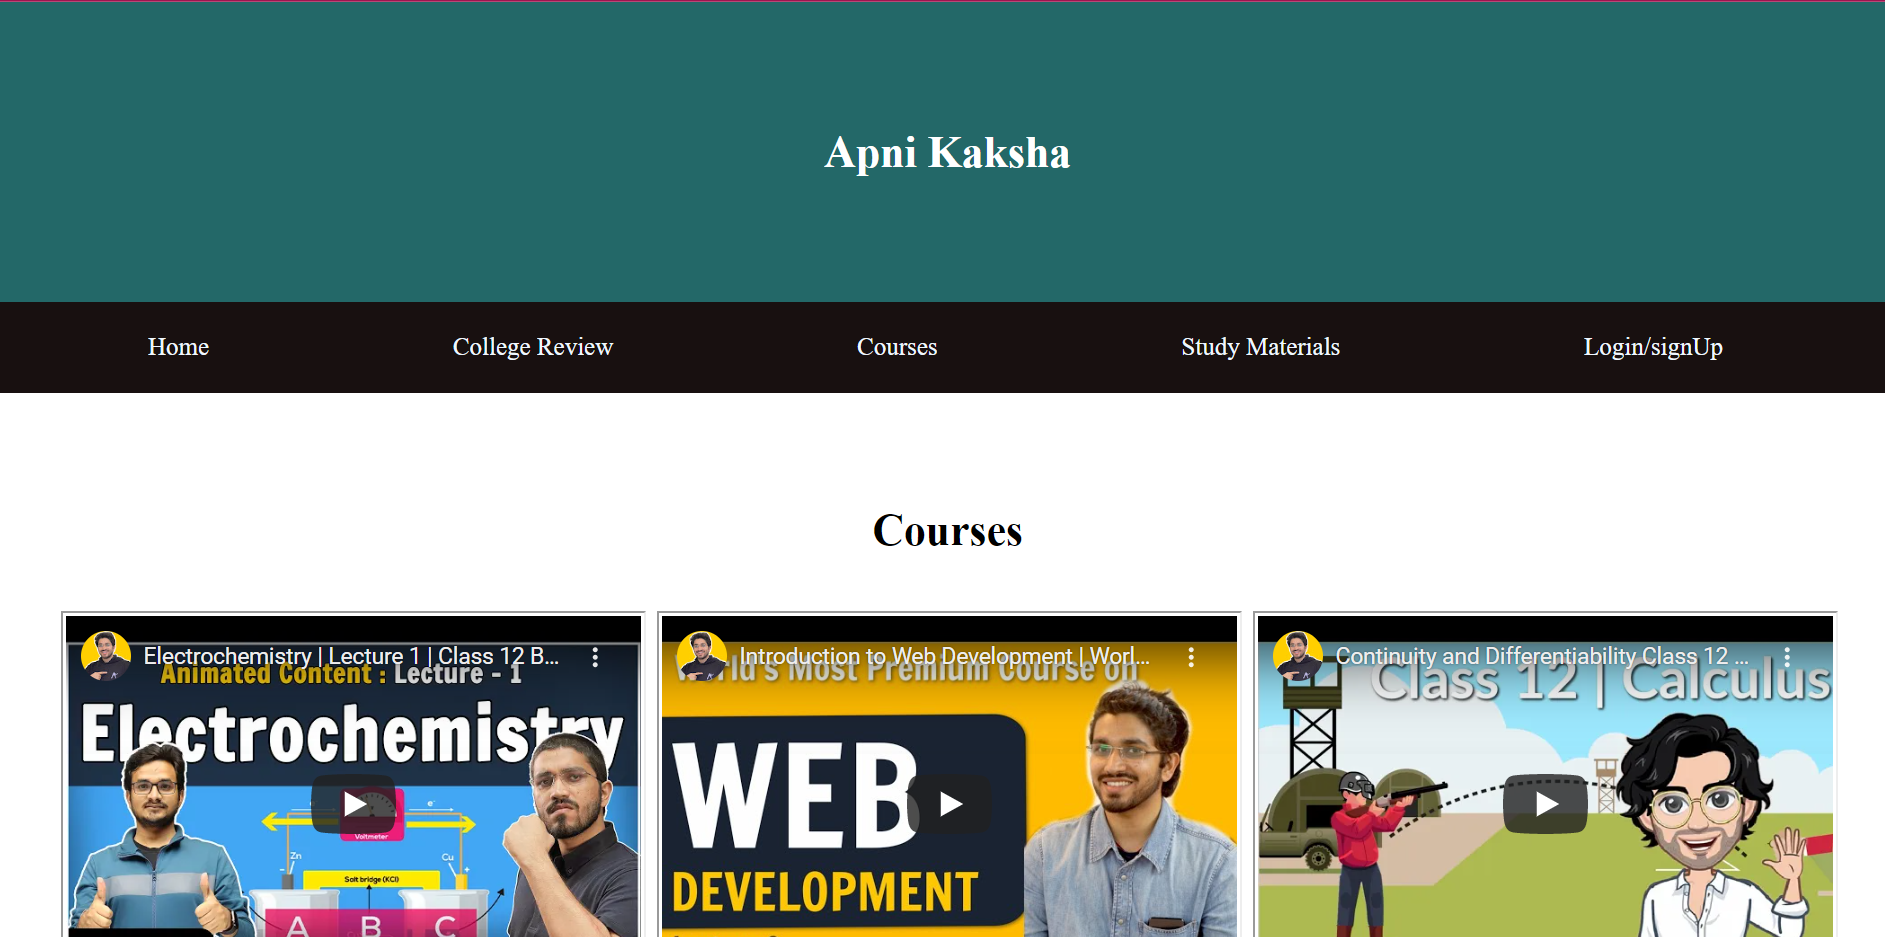 Apni Kaksha
Home
College Review
Courses
Study Materials
Login/signUp
Courses
Electrochemistry | Lecture 1 | Class 12 B...
Animated Content : Lecture - 1
Electrochemistry
e⁻
Voltmeter
Zn
Cu
Salt bridge (KCl)
-
+
A
B
C
Introduction to Web Development | Worl...
World's Most Premium Course on
WEB
DEVELOPMENT
Continuity and Differentiability Class 12 ...
Class 12 | Calculus